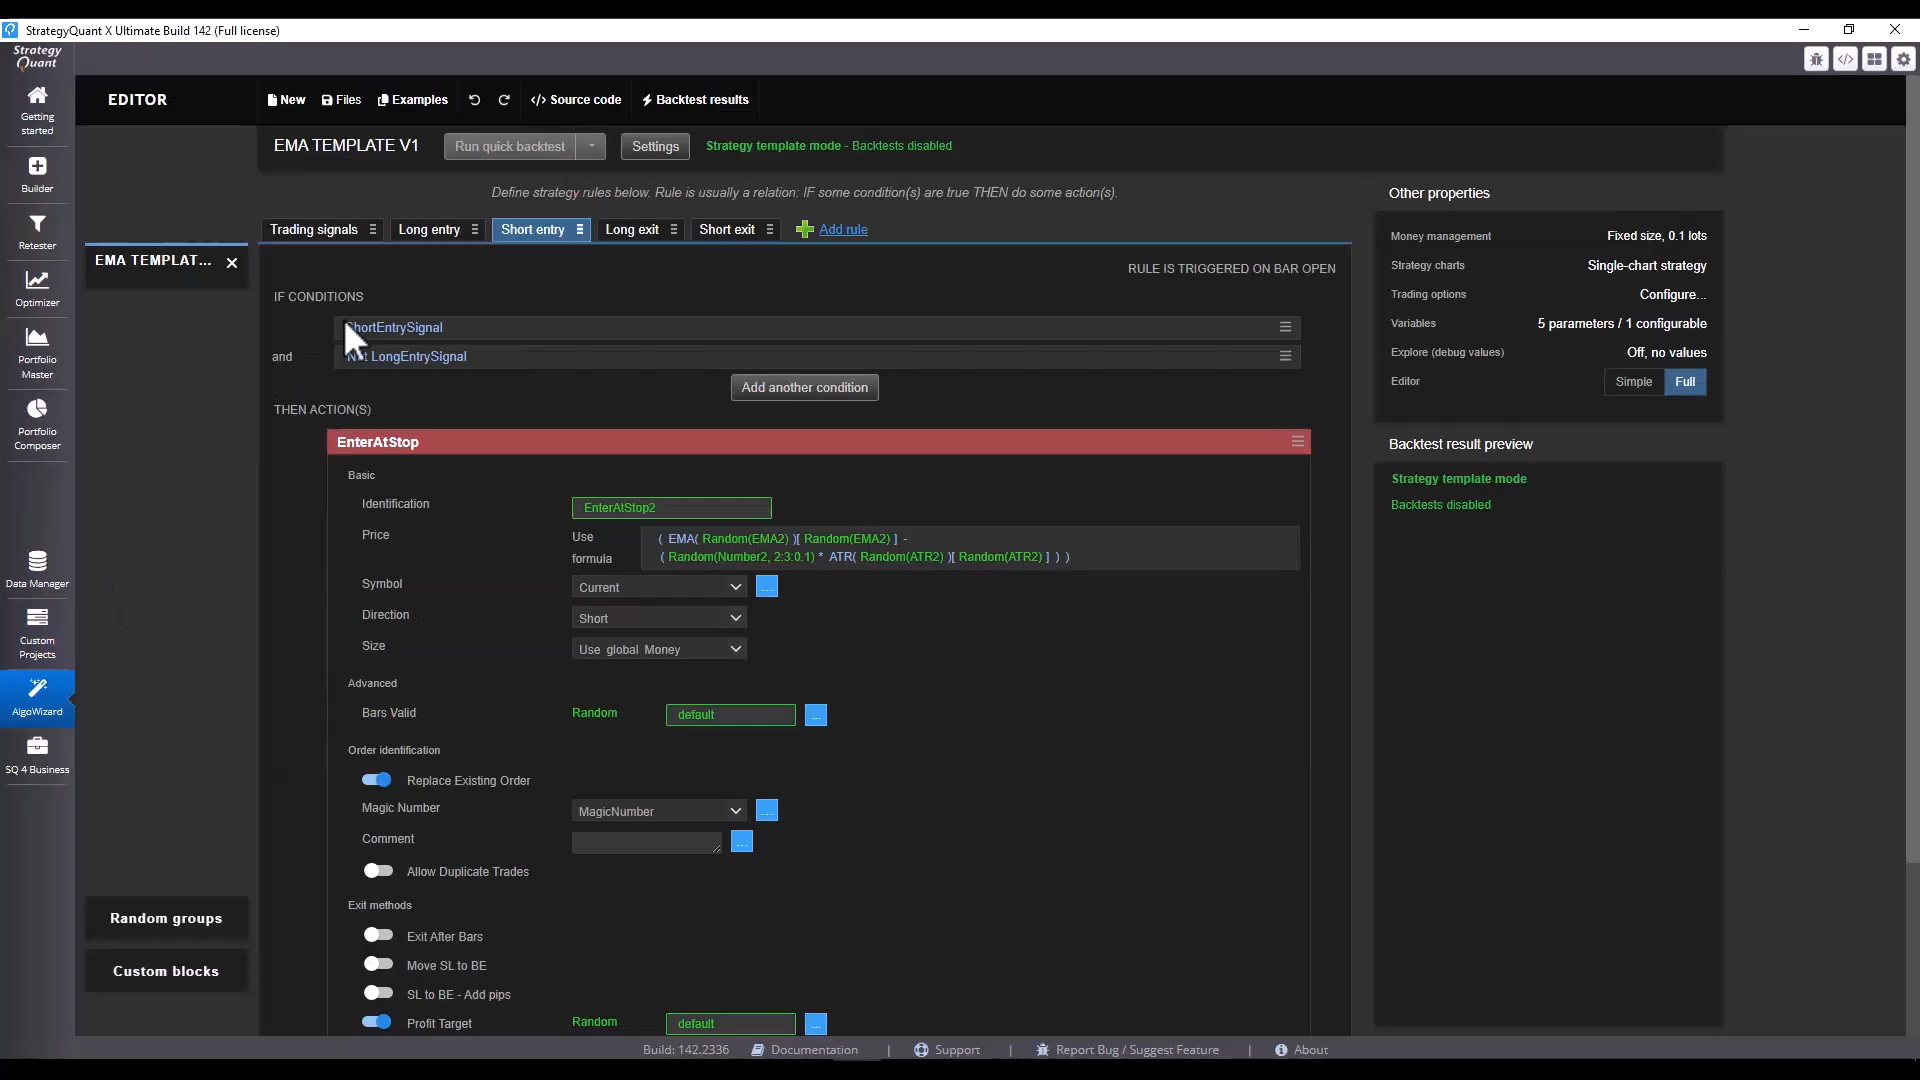 StrategyQuant X Ultimate Build 142 (Full license)
Strategy
Quant
EDITOR
New
Files
Examples
</> Source code
Backtest results
Getting
started
Builder
Retester
Optimizer
Portfolio
Master
Portfolio
Composer
Data Manager
Custom
Projects
AlgoWizard
SQ 4 Business
EMA TEMPLAT...
Random groups
Custom blocks
EMA TEMPLATE V1
Run quick backtest
Settings
Strategy template mode - Backtests disabled
Define strategy rules below. Rule is usually a relation: IF some condition(s) are true THEN do some action(s).
Trading signals
Long entry
Short entry
Long exit
Short exit
Add rule
RULE IS TRIGGERED ON BAR OPEN
IF CONDITIONS
ShortEntrySignal
and
Not LongEntrySignal
Add another condition
THEN ACTION(S)
EnterAtStop
Basic
Identification
EnterAtStop2
Price
Use
formula
( EMA( Random(EMA2) )[ Random(EMA2) ] -
( Random(Number2, 2:3:0.1) * ATR( Random(ATR2) )[ Random(ATR2) ] ) )
Symbol
Current
...
Direction
Short
Size
Use global Money
Advanced
Bars Valid
Random
default
...
Order identification
Replace Existing Order
Magic Number
MagicNumber
...
Comment
...
Allow Duplicate Trades
Exit methods
Exit After Bars
Move SL to BE
SL to BE - Add pips
Profit Target
Random
default
...
Other properties
Money management
Fixed size, 0.1 lots
Strategy charts
Single-chart strategy
Trading options
Configure...
Variables
5 parameters / 1 configurable
Explore (debug values)
Off, no values
Editor
Simple
Full
Backtest result preview
Strategy template mode
Backtests disabled
Build: 142.2336
Documentation
|
Support
|
Report Bug / Suggest Feature
|
About